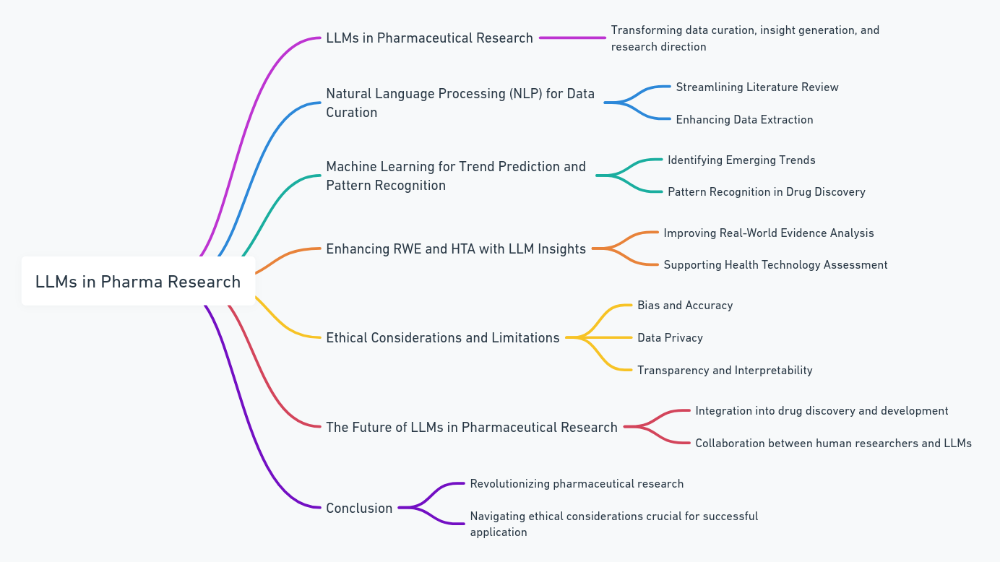 LLMs in Pharmaceutical Research
Transforming data curation, insight generation, and
research direction
Natural Language Processing (NLP) for Data
Curation
Streamlining Literature Review
Enhancing Data Extraction
Machine Learning for Trend Prediction and
Pattern Recognition
Identifying Emerging Trends
Pattern Recognition in Drug Discovery
Enhancing RWE and HTA with LLM Insights
Improving Real-World Evidence Analysis
Supporting Health Technology Assessment
LLMs in Pharma Research
Ethical Considerations and Limitations
Bias and Accuracy
Data Privacy
Transparency and Interpretability
The Future of LLMs in Pharmaceutical Research
Integration into drug discovery and development
Collaboration between human researchers and LLMs
Conclusion
Revolutionizing pharmaceutical research
Navigating ethical considerations crucial for successful
application